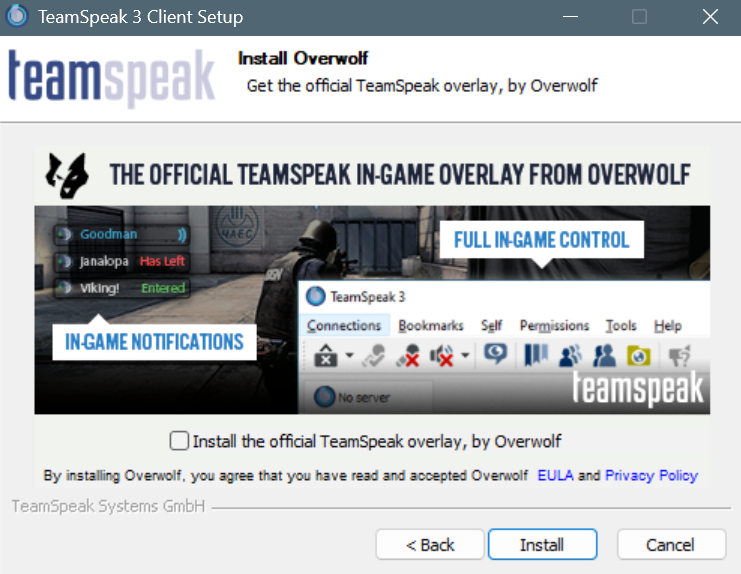 TeamSpeak 3 Client Setup
teamspeak
Install Overwolf
Get the official TeamSpeak overlay, by Overwolf
THE OFFICIAL TEAMSPEAK IN-GAME OVERLAY FROM OVERWOLF
Goodman
Janalopa Has Left
Viking! Entered
IN-GAME NOTIFICATIONS
ЧАЕС
FULL IN-GAME CONTROL
TeamSpeak 3
Connections Bookmarks Self Permissions Tools Help
No server
teamspeak
Install the official TeamSpeak overlay, by Overwolf
By installing Overwolf, you agree that you have read and accepted Overwolf EULA and Privacy Policy
TeamSpeak Systems GmbH
< Back Install Cancel